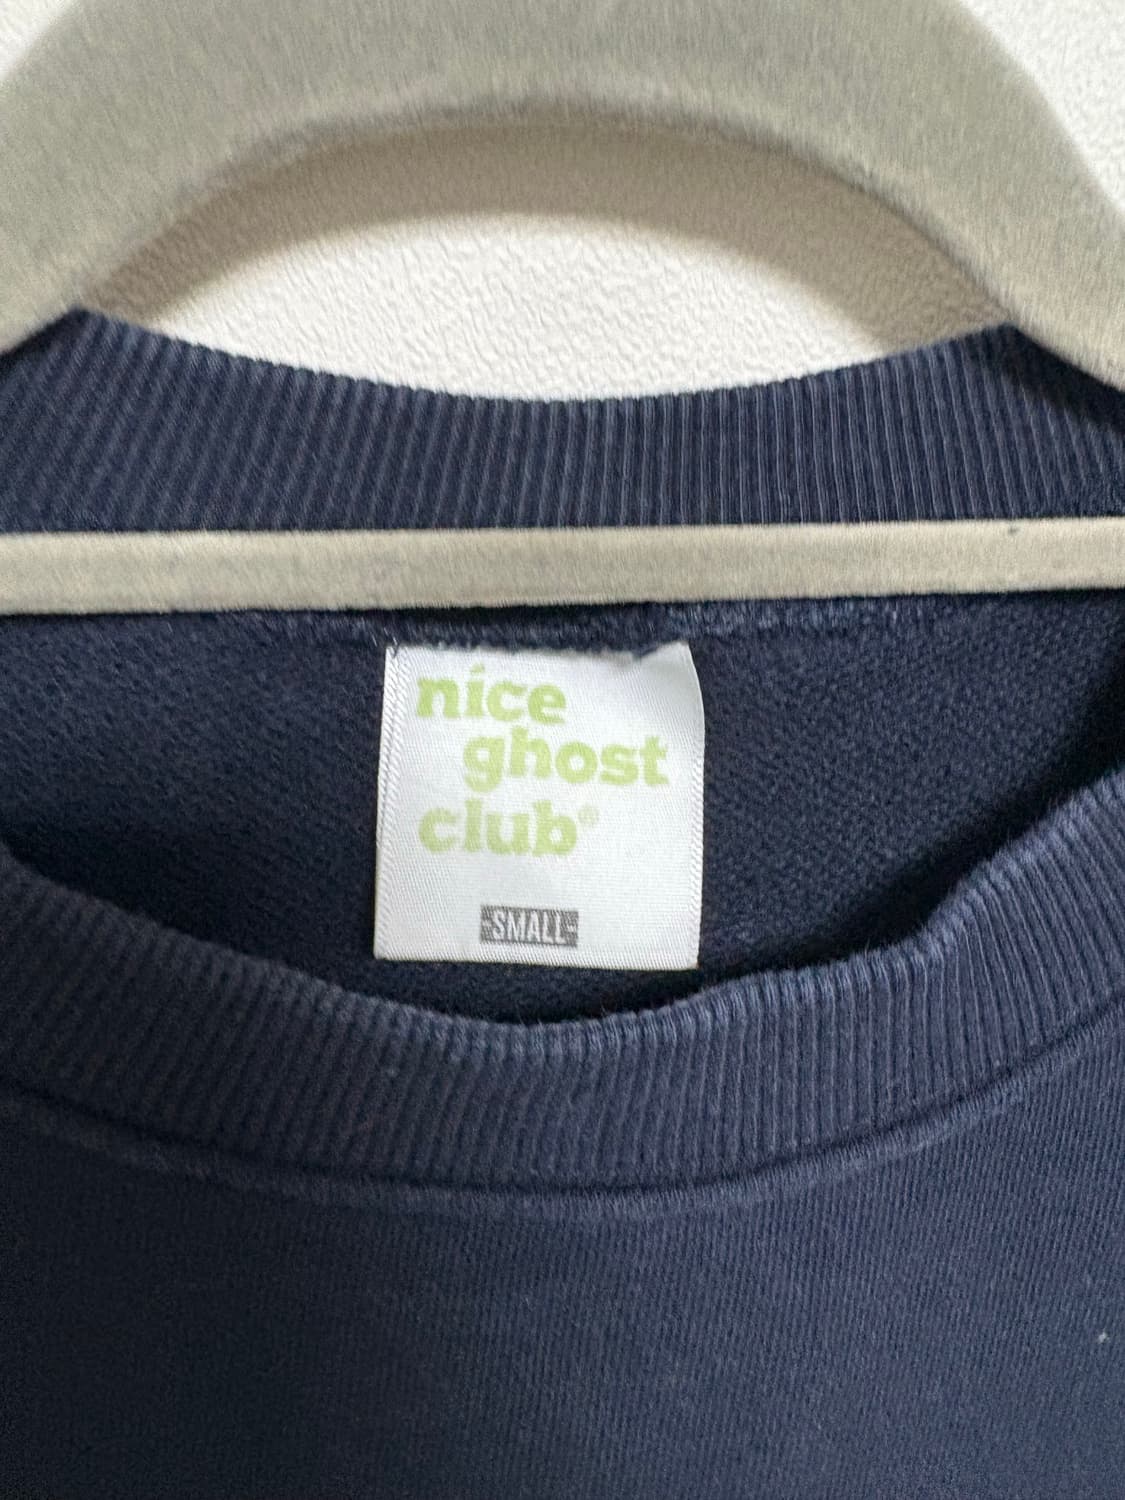 nice
ghost
club®
-SMALL-